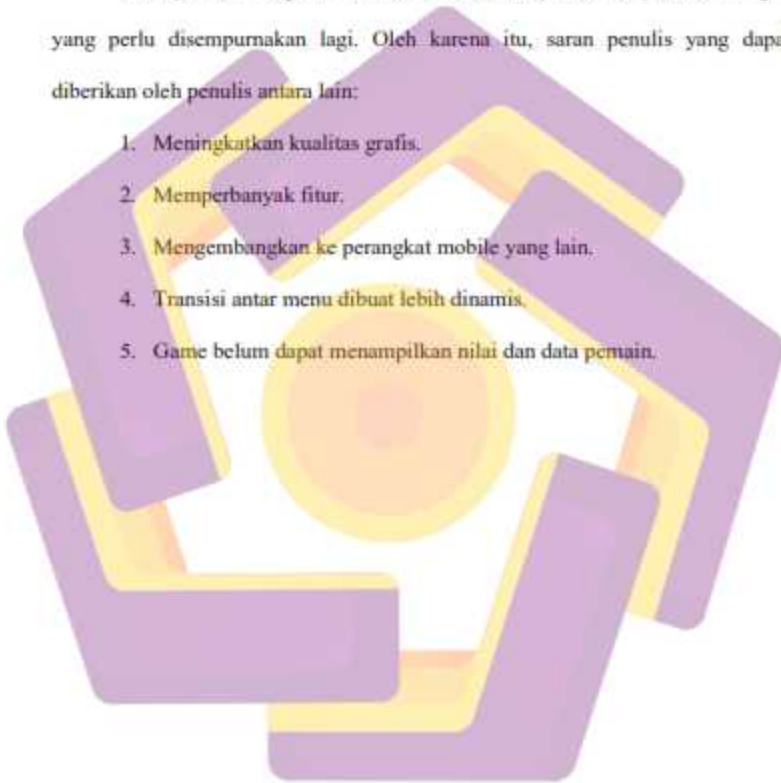 yang perlu disempurnakan lagi. Oleh karena itu, saran penulis yang
diberikan oleh penulis antara lain:
1. Meningkatkan kualitas grafis.
2. Memperbanyak fitur.
3. Mengembangkan ke perangkat mobile yang lain.
4. Transisi antar menu dibuat lebih dinamis.
5. Game belum dapat menampilkan nilai dan data pemain.